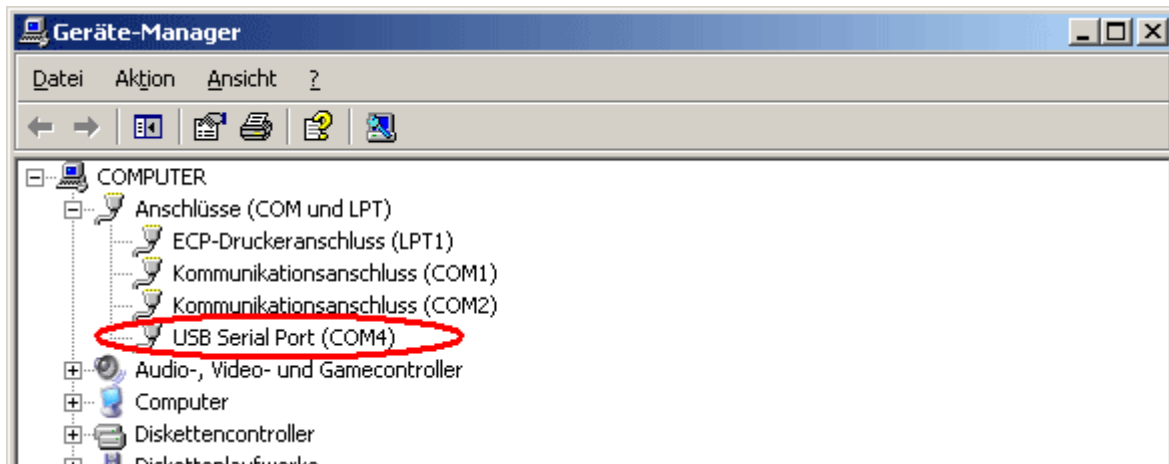 Geräte-Manager
Datei Aktion Ansicht ?
COMPUTER
Anschlüsse (COM und LPT)
ECP-Druckeranschluss (LPT1)
Kommunikationsanschluss (COM1)
Kommunikationsanschluss (COM2)
USB Serial Port (COM4)
Audio-, Video- und Gamecontroller
Computer
Diskettencontroller
Diskettenlaufwerke